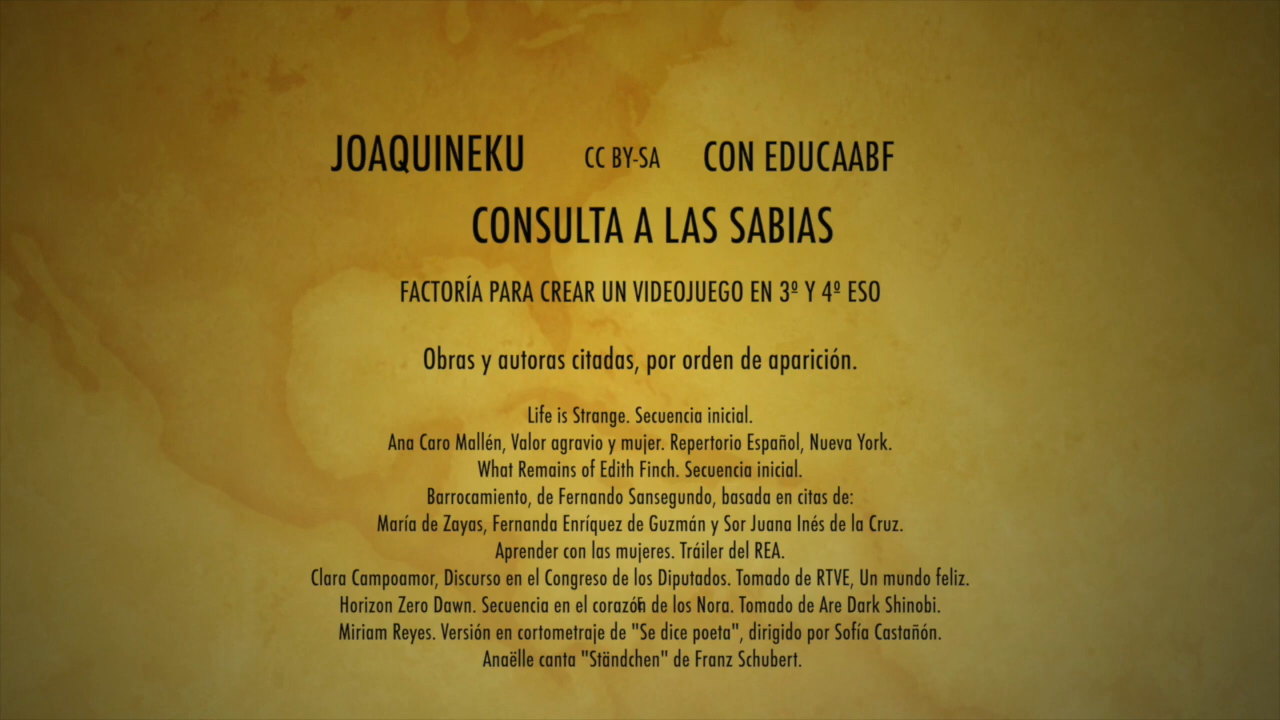 JOAQUINEKU CC BY-SA CON EDUCAABF
CONSULTA A LAS SABIAS
FACTORÍA PARA CREAR UN VIDEOJUEGO EN 3º Y 4º ESO
Obras y autoras citadas, por orden de aparición.
Life is Strange. Secuencia inicial.
Ana Caro Mallén, Valor agravio y mujer. Repertorio Español, Nueva York.
What Remains of Edith Finch. Secuencia inicial.
Barrocamiento, de Fernando Sansegundo, basada en citas de:
María de Zayas, Fernanda Enríquez de Guzmán y Sor Juana Inés de la Cruz.
Aprender con las mujeres. Tráiler del REA.
Clara Campoamor, Discurso en el Congreso de los Diputados. Tomado de RTVE, Un mundo feliz.
Horizon Zero Dawn. Secuencia en el corazón de los Nora. Tomado de Are Dark Shinobi.
Miriam Reyes. Versión en cortometraje de "Se dice poeta", dirigido por Sofía Castañón.
Anaëlle canta "Ständchen" de Franz Schubert.